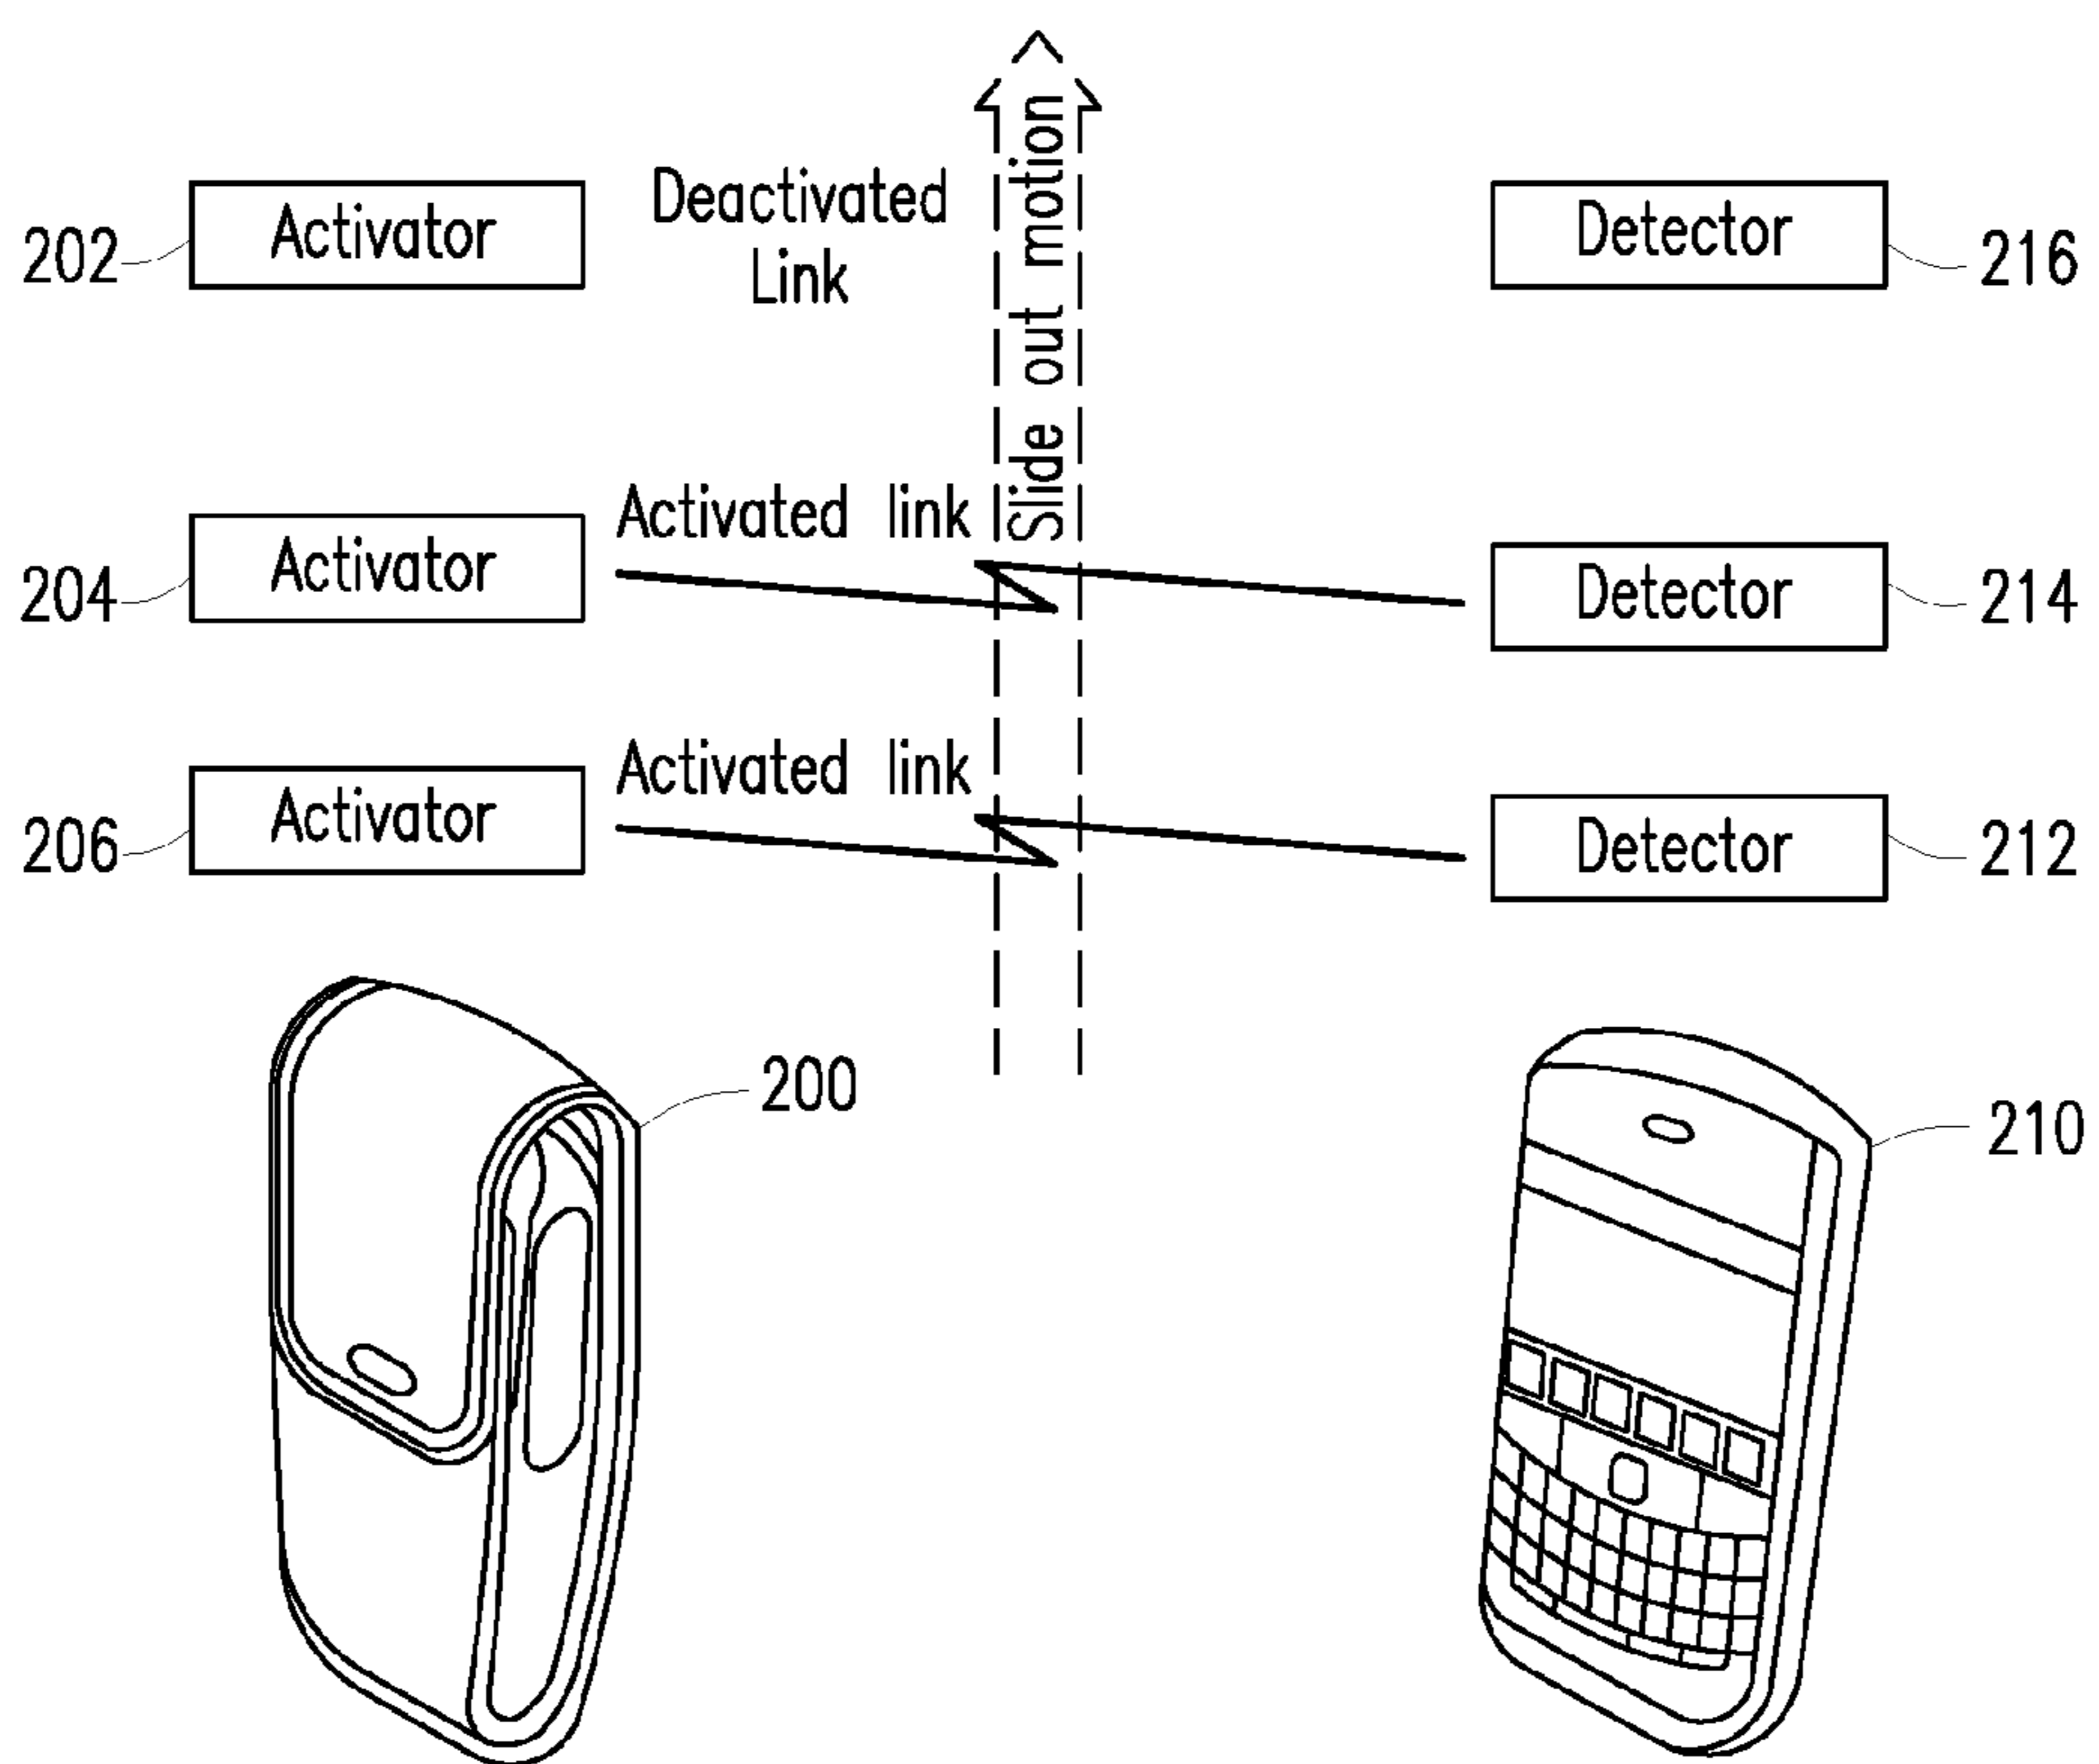 Slide out motion
Activator
Deactivated
Link
Detector
202
216
Activated link
Activator
Detector
204
214
Activated link
Activator
Detector
206
212
200
210